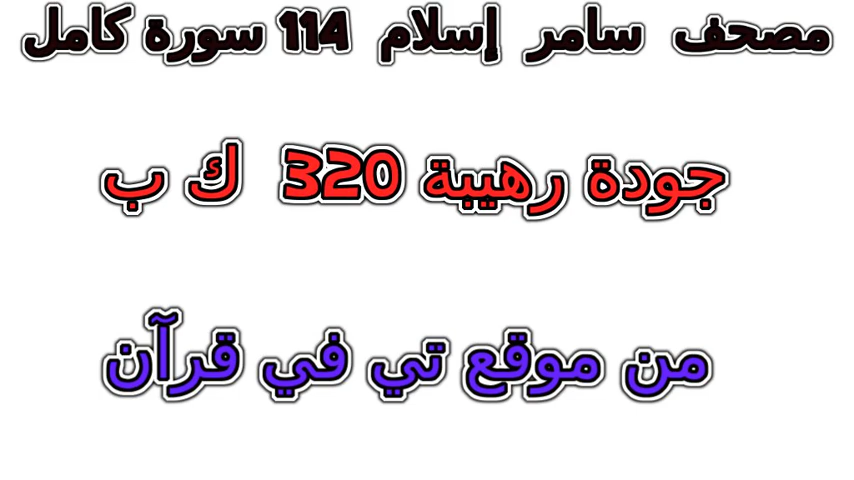 مصحف سامر إسلام 114 سورة كامل
جودة رهيبة 320 ك ب
من موقع تي في قرآن